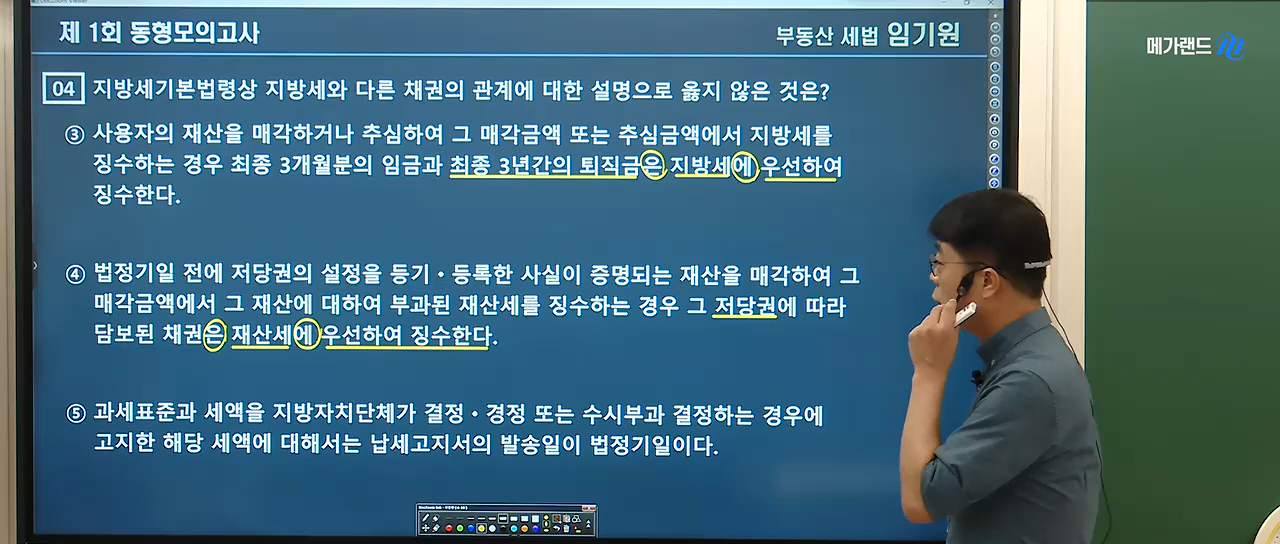 제 1회 동형모의고사
부동산 세법 임기원
메가랜드
04 지방세기본법령상 지방세와 다른 채권의 관계에 대한 설명으로 옳지 않은 것은?
③ 사용자의 재산을 매각하거나 추심하여 그 매각금액 또는 추심금액에서 지방세를
징수하는 경우 최종 3개월분의 임금과 최종 3년간의 퇴직금은 지방세에 우선하여
징수한다.
④ 법정기일 전에 저당권의 설정을 등기・등록한 사실이 증명되는 재산을 매각하여 그
매각금액에서 그 재산에 대하여 부과된 재산세를 징수하는 경우 그 저당권에 따라
담보된 채권은 재산세에 우선하여 징수한다.
⑤ 과세표준과 세액을 지방자치단체가 결정・경정 또는 수시부과 결정하는 경우에
고지한 해당 세액에 대해서는 납세고지서의 발송일이 법정기일이다.